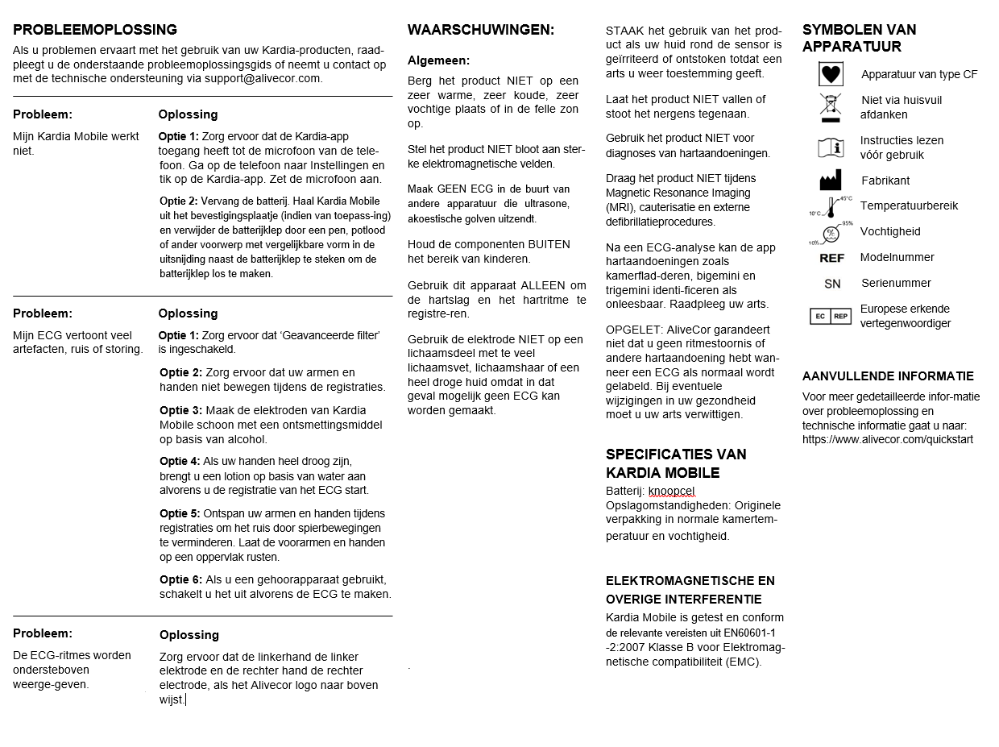 PROBLEEMOPLOSSING
Als u problemen ervaart met het gebruik van uw Kardia-producten, raad-
pleegt u de onderstaande probleemoplossingsgids of neemt u contact op
met de technische ondersteuning via support@alivecor.com.
Probleem:
Mijn Kardia Mobile werkt
niet.
Oplossing
Optie 1: Zorg ervoor dat de Kardia-app
toegang heeft tot de microfoon van de tele-
foon. Ga op de telefoon naar Instellingen en
tik op de Kardia-app. Zet de microfoon aan.
Optie 2: Vervang de batterij. Haal Kardia Mobile
uit het bevestigingsplaatje (indien van toepass-ing)
en verwijder de batterijklep door een pen, potlood
of ander voorwerp met vergelijkbare vorm in de
uitsnijding naast de batterijklep te steken om de
batterijklep los te maken.
Probleem:
Mijn ECG vertoont veel
artefacten, ruis of storing.
Oplossing
Optie 1: Zorg ervoor dat ‘Geavanceerde filter’
is ingeschakeld.
Optie 2: Zorg ervoor dat uw armen en
handen niet bewegen tijdens de registraties.
Optie 3: Maak de elektroden van Kardia
Mobile schoon met een ontsmettingsmiddel
op basis van alcohol.
Optie 4: Als uw handen heel droog zijn,
brengt u een lotion op basis van water aan
alvorens u de registratie van het ECG start.
Optie 5: Ontspan uw armen en handen tijdens
registraties om het ruis door spierbewegingen
te verminderen. Laat de voorarmen en handen
op een oppervlak rusten.
Optie 6: Als u een gehoorapparaat gebruikt,
schakelt u het uit alvorens de ECG te maken.
Probleem:
De ECG-ritmes worden
ondersteboven
weerge-geven.
Oplossing
Zorg ervoor dat de linkerhand de linker
elektrode en de rechter hand de rechter
electrode, als het Alivecor logo naar boven
wijst.
WAARSCHUWINGEN:
Algemeen:
Berg het product NIET op een
zeer warme, zeer koude, zeer
vochtige plaats of in de felle zon
op.
Stel het product NIET bloot aan ster-
ke elektromagnetische velden.
Maak GEEN ECG in de buurt van
andere apparatuur die ultrasone,
akoestische golven uitzendt.
Houd de componenten BUITEN
het bereik van kinderen.
Gebruik dit apparaat ALLEEN om
de hartslag en het hartritme te
registre-ren.
Gebruik de elektrode NIET op een
lichaamsdeel met te veel
lichaamsvet, lichaamshaar of een
heel droge huid omdat in dat
geval mogelijk geen ECG kan
worden gemaakt.
STAAK het gebruik van het prod-
uct als uw huid rond de sensor is
geïrriteerd of ontstoken totdat een
arts u weer toestemming geeft.
Laat het product NIET vallen of
stoot het nergens tegenaan.
Gebruik het product NIET voor
diagnoses van hartaandoeningen.
Draag het product NIET tijdens
Magnetic Resonance Imaging
(MRI), cauterisatie en externe
defibrillatieprocedures.
Na een ECG-analyse kan de app
hartaandoeningen zoals
kamerflad-deren, bigemini en
trigemini identi-ficeren als
onleesbaar. Raadpleeg uw arts.
OPGELET: AliveCor garandeert
niet dat u geen ritmestoornis of
andere hartaandoening hebt wan-
neer een ECG als normaal wordt
gelabeld. Bij eventuele
wijzigingen in uw gezondheid
moet u uw arts verwittigen.
SPECIFICATIES VAN
KARDIA MOBILE
Batterij: knoopcel
Opslagomstandigheden: Originele
verpakking in normale kamertem-
peratuur en vochtigheid.
ELEKTROMAGNETISCHE EN
OVERIGE INTERFERENTIE
Kardia Mobile is getest en conform
de relevante vereisten uit EN60601-1
-2:2007 Klasse B voor Elektromag-
netische compatibiliteit (EMC).
SYMBOLEN VAN
APPARATUUR
Apparatuur van type CF
Niet via huisvuil
afdanken
Instructies lezen
vóór gebruik
Fabrikant
10°C 45°C Temperatuurbereik
10% 95% Vochtigheid
REF Modelnummer
SN Serienummer
EC REP Europese erkende
vertegenwoordiger
AANVULLENDE INFORMATIE
Voor meer gedetailleerde infor-matie
over probleemoplossing en
technische informatie gaat u naar:
https://www.alivecor.com/quickstart